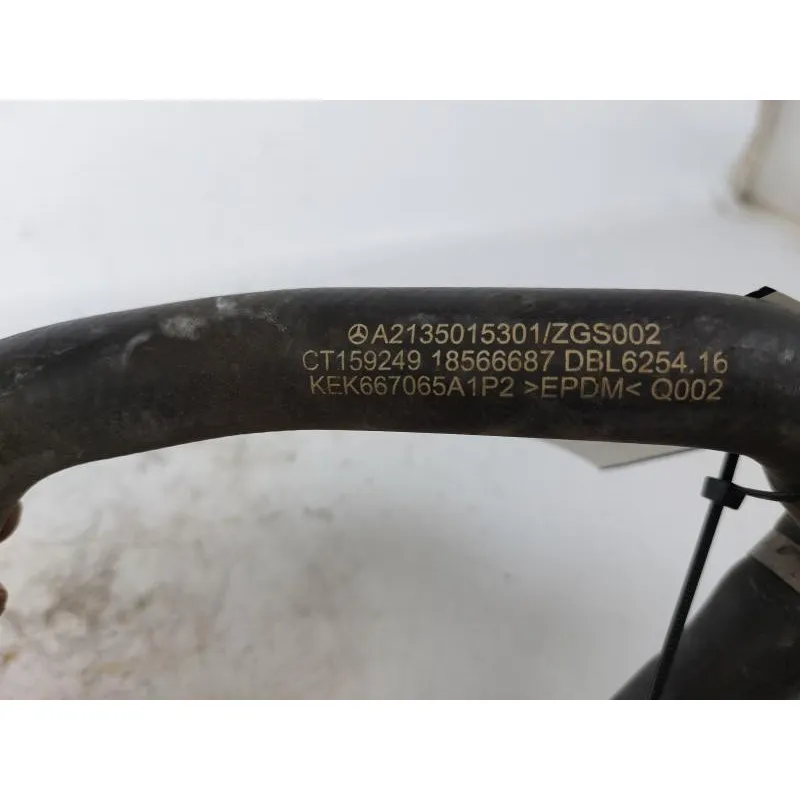 A2135015301/ZGS002
CT159249 18566687 DBL6254.16
KEK667065A1P2 >EPDM< Q002